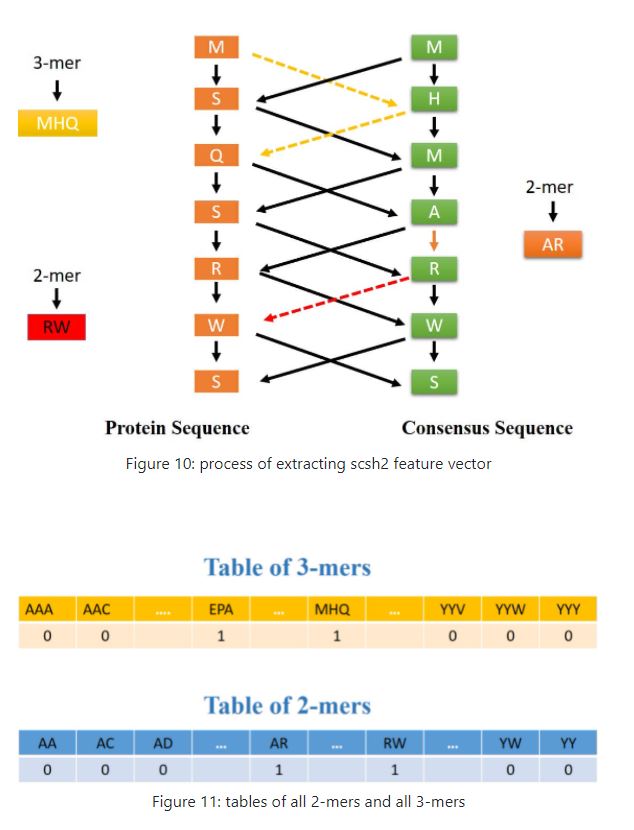 3-mer
MHQ
2-mer
RW
M
S
Q
S
R
W
S
M
H
M
A
R
W
S
2-mer
AR
Protein Sequence
Consensus Sequence
Figure 10: process of extracting scsh2 feature vector
Table of 3-mers
AAA AAC .... EPA ... MHQ ... YYV YYW YYY
0 0 1 1 0 0 0
Table of 2-mers
AA AC AD ... AR ... RW ... YW YY
0 0 0 1 1 0 0
Figure 11: tables of all 2-mers and all 3-mers